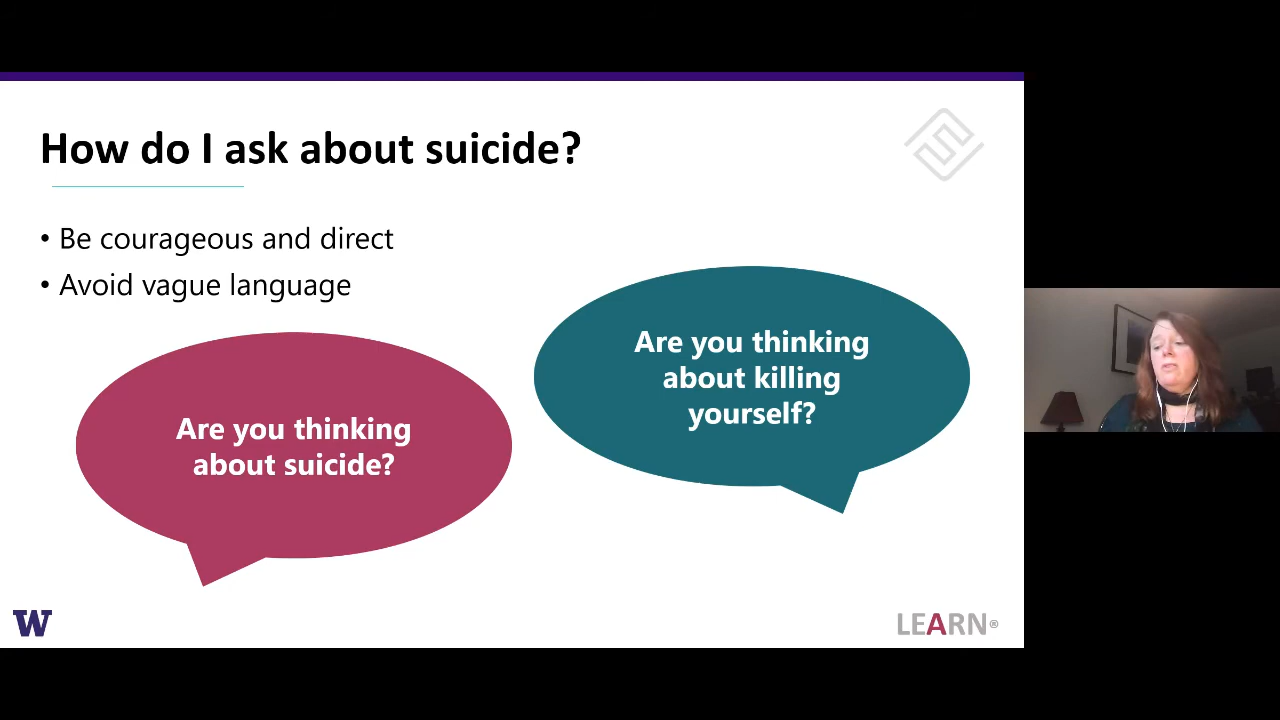 How do I ask about suicide?
• Be courageous and direct
• Avoid vague language
Are you thinking
about killing
yourself?
Are you thinking
about suicide?
W
LEARN®